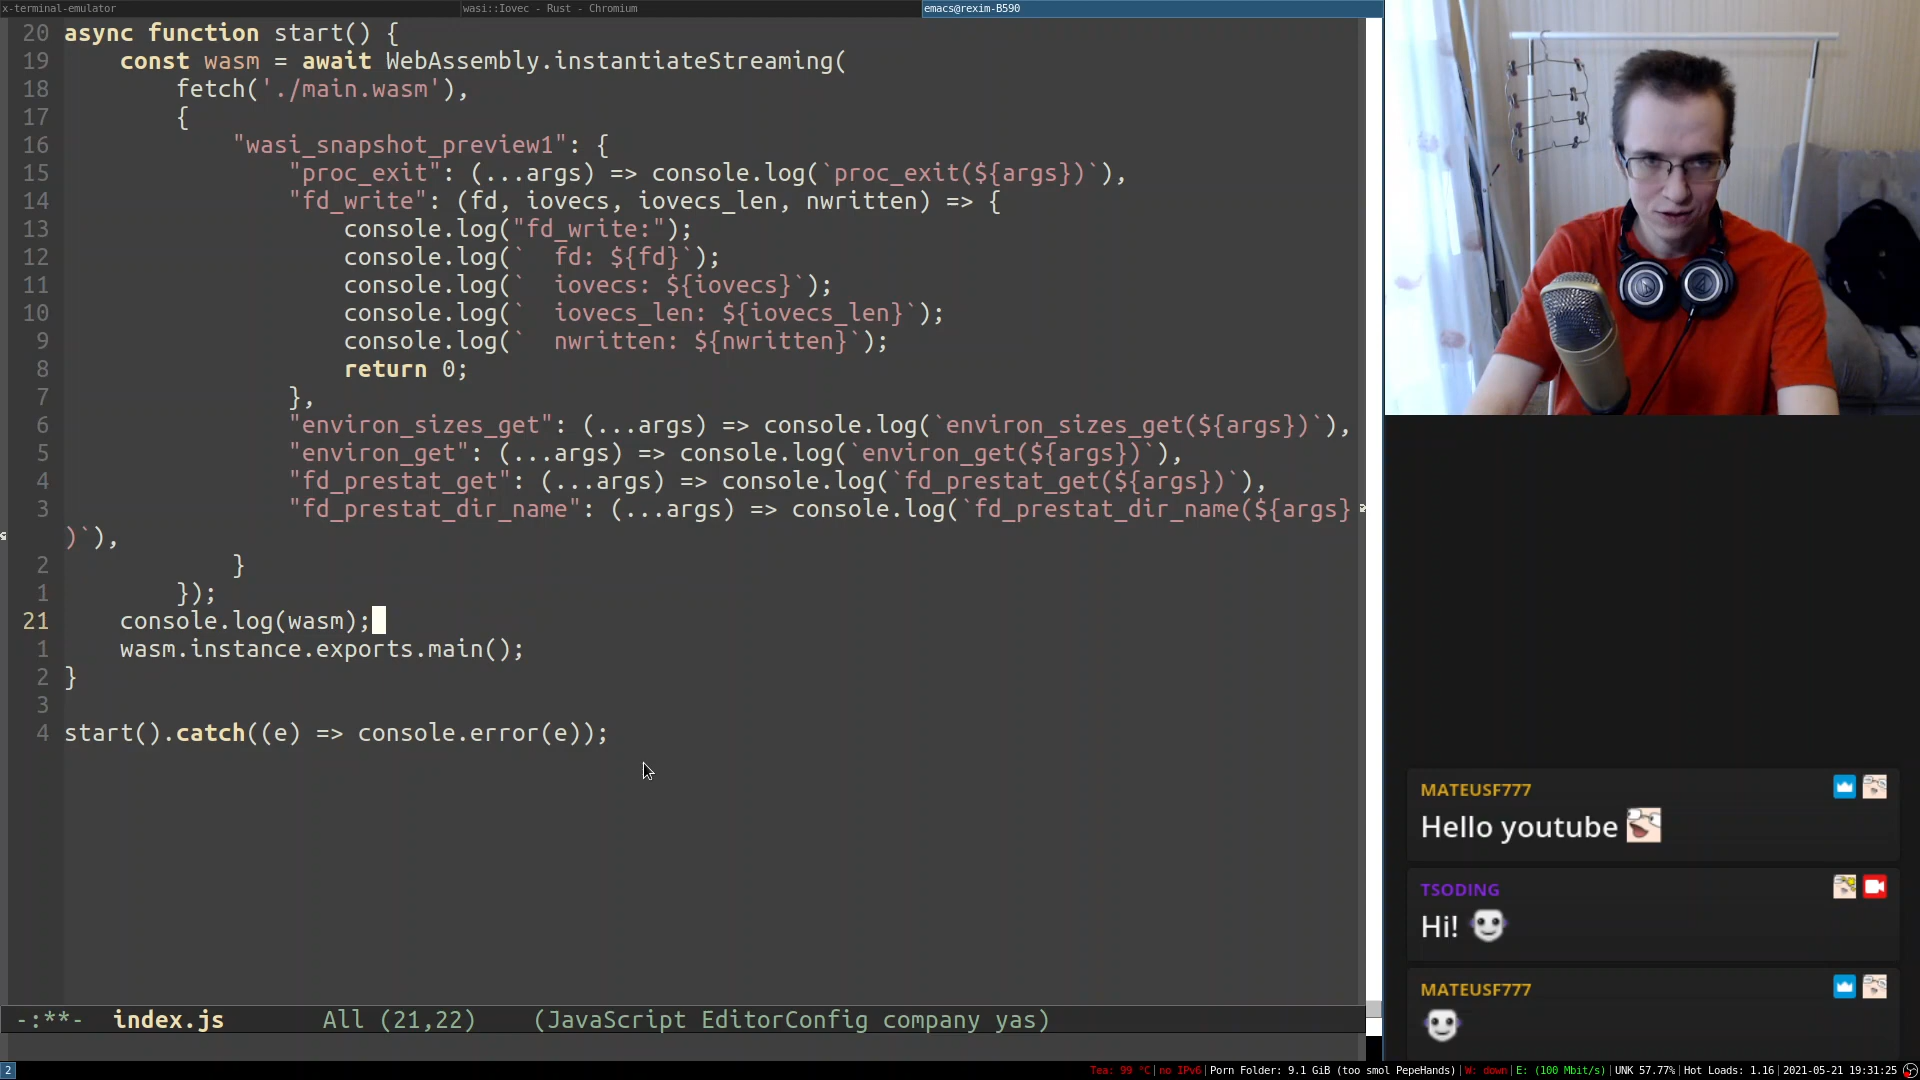 x-terminal-emulator
wasi::Iovec - Rust - Chromium
emacs@rexim-B590
20 async function start() {
19 const wasm = await WebAssembly.instantiateStreaming(
18 fetch('./main.wasm'),
17 {
16 "wasi_snapshot_preview1": {
15 "proc_exit": (...args) => console.log(`proc_exit(${args})`),
14 "fd_write": (fd, iovecs, iovecs_len, nwritten) => {
13 console.log("fd_write:");
12 console.log(`  fd: ${fd}`);
11 console.log(`  iovecs: ${iovecs}`);
10 console.log(`  iovecs_len: ${iovecs_len}`);
9 console.log(`  nwritten: ${nwritten}`);
8 return 0;
7 },
6 "environ_sizes_get": (...args) => console.log(`environ_sizes_get(${args})`),
5 "environ_get": (...args) => console.log(`environ_get(${args})`),
4 "fd_prestat_get": (...args) => console.log(`fd_prestat_get(${args})`),
3 "fd_prestat_dir_name": (...args) => console.log(`fd_prestat_dir_name(${args}
)`),
2 }
1 });
21 console.log(wasm);
1 wasm.instance.exports.main();
2 }
3
4 start().catch((e) => console.error(e));
-:**- index.js All (21,22) (JavaScript EditorConfig company yas)
MATEUSF777
Hello youtube
TSODING
Hi!
MATEUSF777
2
Tea: 99 °C|no IPv6|Porn Folder: 9.1 GiB (too smol PepeHands)|W: down|E: (100 Mbit/s)|UNK 57.77%|Hot Loads: 1.16|2021-05-21 19:31:25